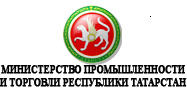 МИНИСТЕРСТВО ПРОМЫШЛЕННОСТИ
И ТОРГОВЛИ РЕСПУБЛИКИ ТАТАРСТАН